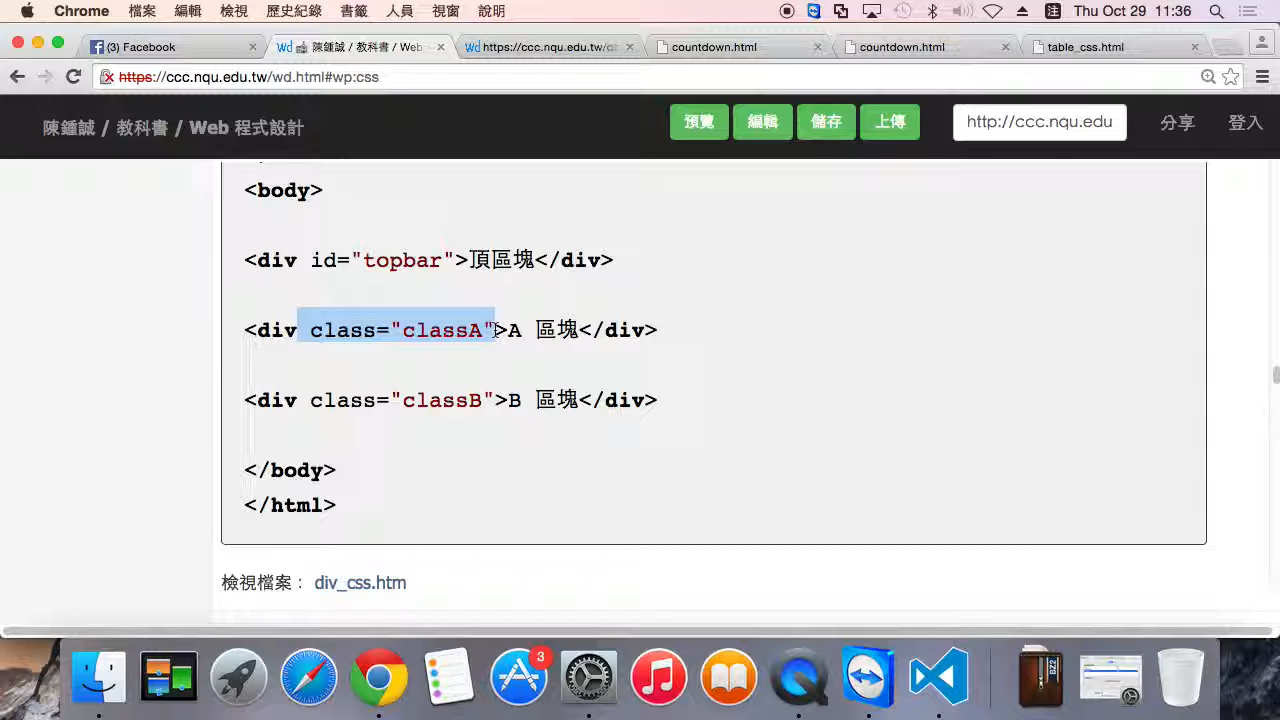 Chrome 檔案 編輯 檢視 歷史紀錄 書籤 人員 視窗 說明 注 Thu Oct 29 11:36
(3) Facebook Wd 陳鍾誠 / 教科書 / Web Wd https://ccc.nqu.edu.tw/d countdown.html countdown.html table_css.html
https://ccc.nqu.edu.tw/wd.html#wp:css
陳鍾誠 / 教科書 / Web 程式設計 預覽 編輯 儲存 上傳 http://ccc.nqu.edu 分享 登入
<body>
<div id="topbar">頂區塊</div>
<div class="classA">A 區塊</div>
<div class="classB">B 區塊</div>
</body>
</html>
檢視檔案： div_css.htm
3